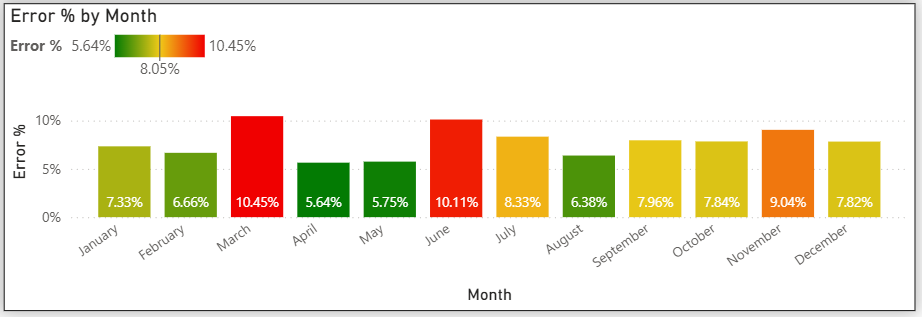 Error % by Month
Error % 5.64% 10.45%
8.05%
Error %
10%
5%
0%
7.33% 6.66% 10.45% 5.64% 5.75% 10.11% 8.33% 6.38% 7.96% 7.84% 9.04% 7.82%
January February March April May June July August September October November December
Month